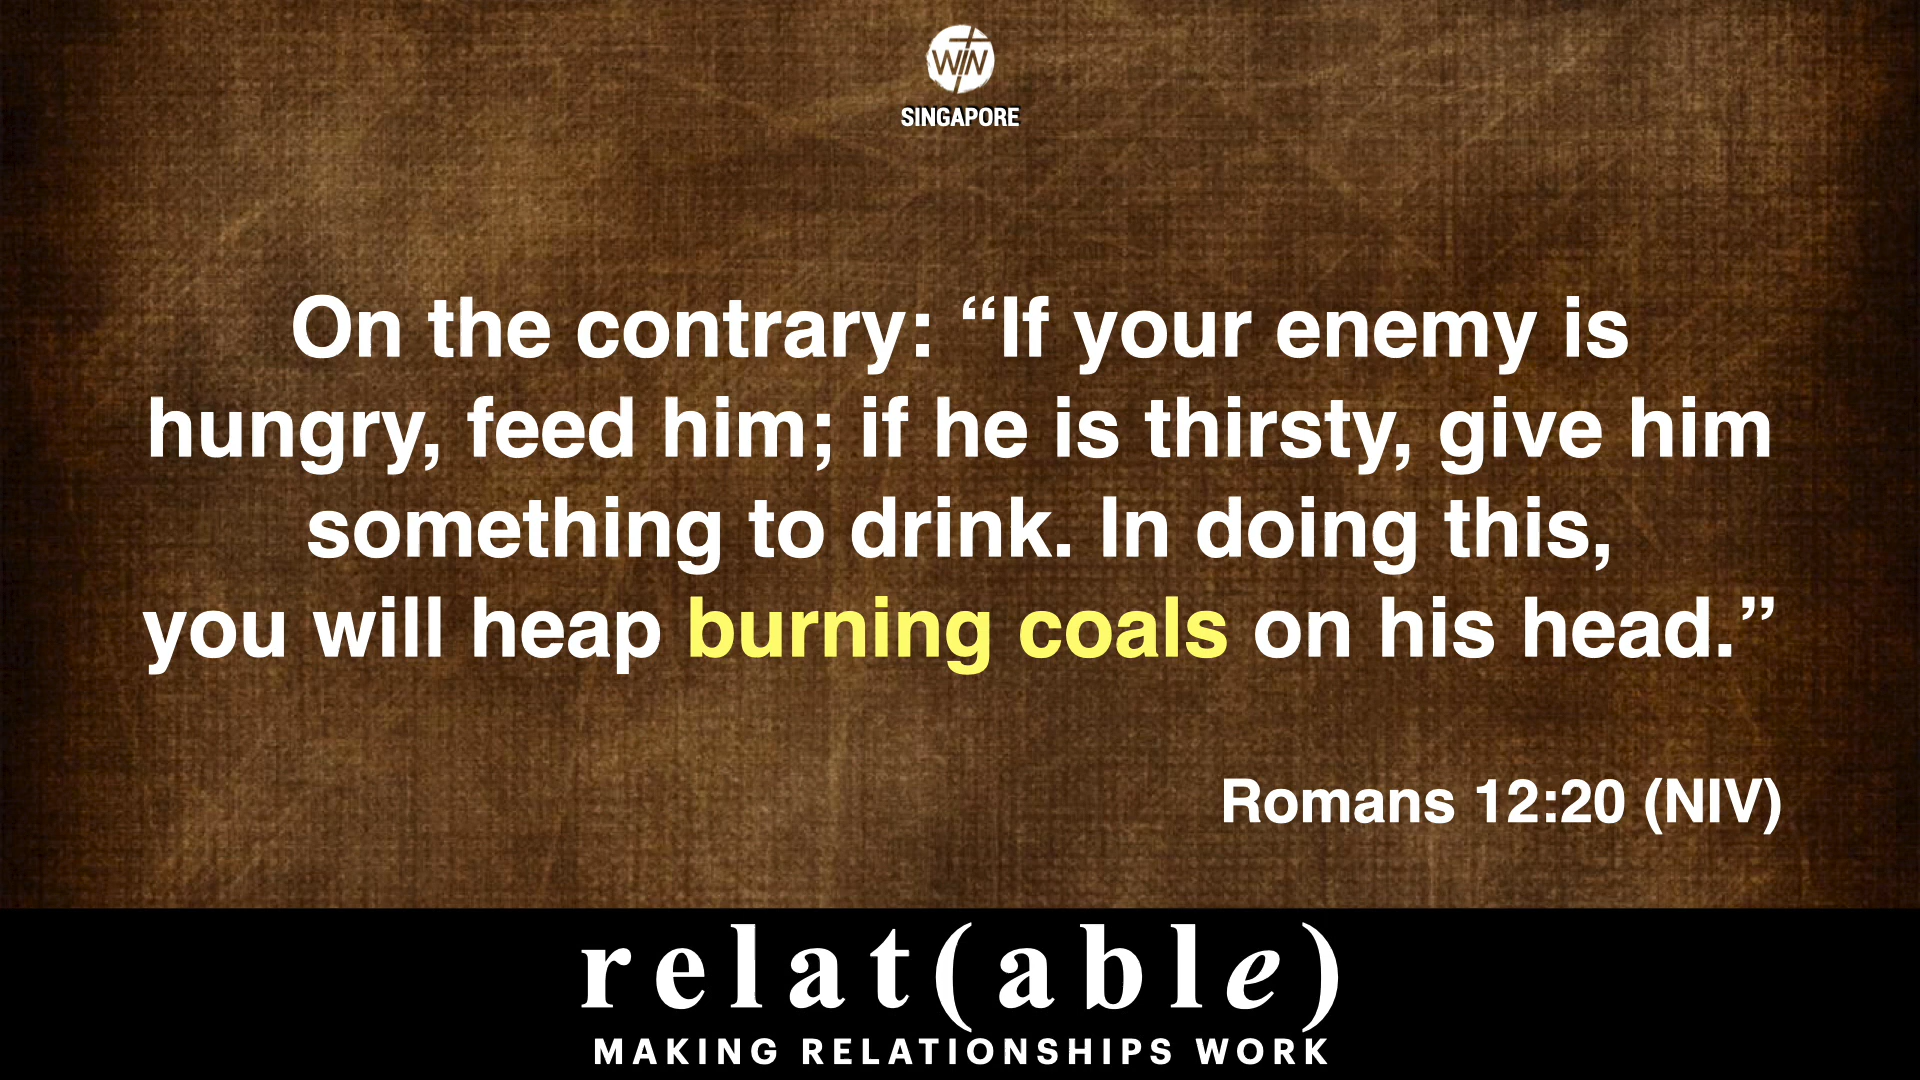 WIN
SINGAPORE
On the contrary: “If your enemy is
hungry, feed him; if he is thirsty, give him
something to drink. In doing this,
you will heap burning coals on his head.”
Romans 12:20 (NIV)
relat(able)
MAKING RELATIONSHIPS WORK